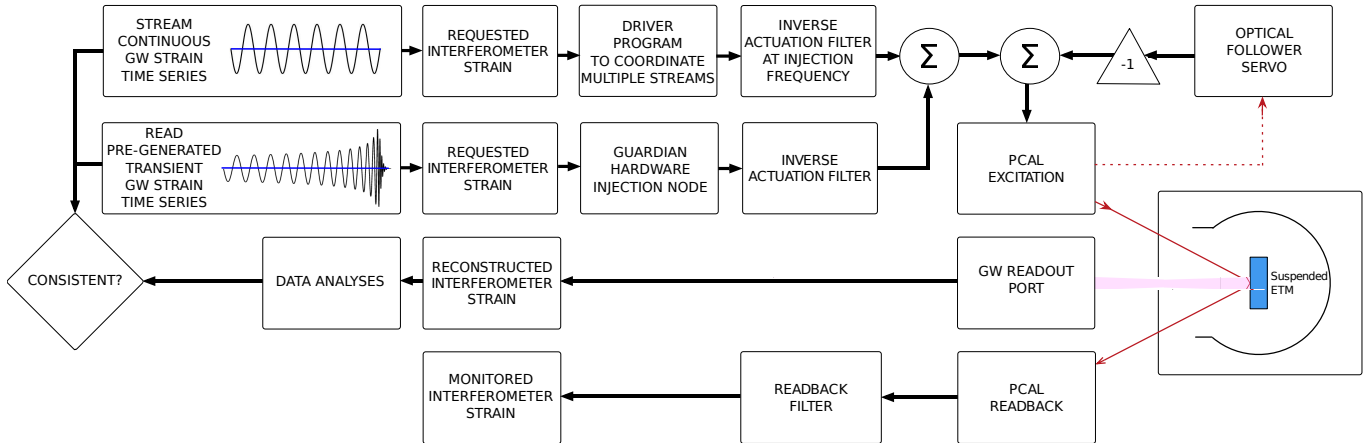 STREAM
CONTINUOUS
GW STRAIN
TIME SERIES
REQUESTED
INTERFEROMETER
STRAIN
DRIVER
PROGRAM
TO COORDINATE
MULTIPLE STREAMS
INVERSE
ACTUATION FILTER
AT INJECTION
FREQUENCY
Σ
Σ
-1
OPTICAL
FOLLOWER
SERVO
READ
PRE-GENERATED
TRANSIENT
GW STRAIN
TIME SERIES
REQUESTED
INTERFEROMETER
STRAIN
GUARDIAN
HARDWARE
INJECTION NODE
INVERSE
ACTUATION FILTER
PCAL
EXCITATION
CONSISTENT?
DATA ANALYSES
RECONSTRUCTED
INTERFEROMETER
STRAIN
GW READOUT
PORT
Suspended
ETM
MONITORED
INTERFEROMETER
STRAIN
READBACK
FILTER
PCAL
READBACK